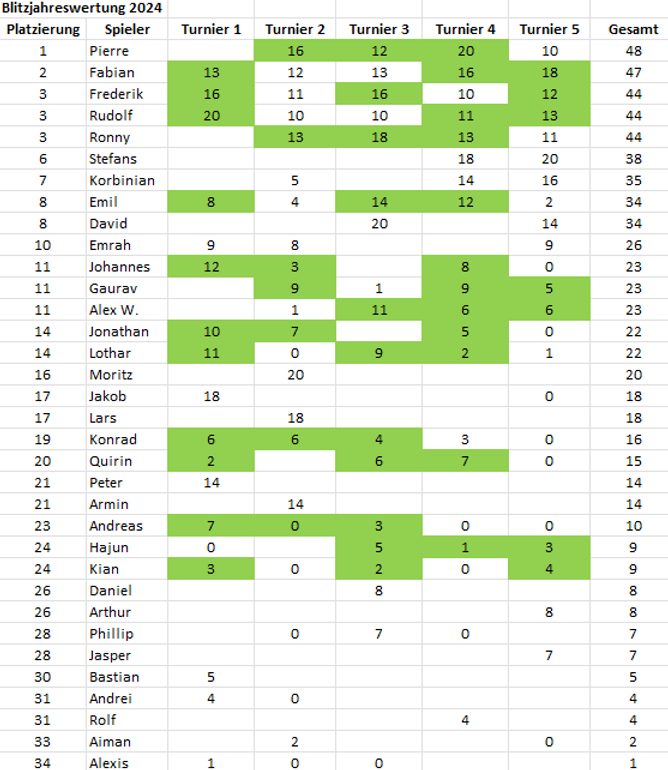 Blitzjahreswertung 2024
Platzierung Spieler Turnier 1 Turnier 2 Turnier 3 Turnier 4 Turnier 5 Gesamt
1 Pierre 16 12 20 10 48
2 Fabian 13 12 13 16 18 47
3 Frederik 16 11 16 10 12 44
3 Rudolf 20 10 10 11 13 44
3 Ronny 13 18 13 11 44
6 Stefans 18 20 38
7 Korbinian 5 14 16 35
8 Emil 8 4 14 12 2 34
8 David 20 14 34
10 Emrah 9 8 9 26
11 Johannes 12 3 8 0 23
11 Gaurav 9 1 9 5 23
11 Alex W. 1 11 6 6 23
14 Jonathan 10 7 5 0 22
14 Lothar 11 0 9 2 1 22
16 Moritz 20 20
17 Jakob 18 0 18
17 Lars 18 18
19 Konrad 6 6 4 3 0 16
20 Quirin 2 6 7 0 15
21 Peter 14 14
21 Armin 14 14
23 Andreas 7 0 3 0 0 10
24 Hajun 0 5 1 3 9
24 Kian 3 0 2 0 4 9
26 Daniel 8 8
26 Arthur 8 8
28 Phillip 0 7 0 7
28 Jasper 7 7
30 Bastian 5 5
31 Andrei 4 0 4
31 Rolf 4 4
33 Aiman 2 0 2
34 Alexis 1 0 0 1